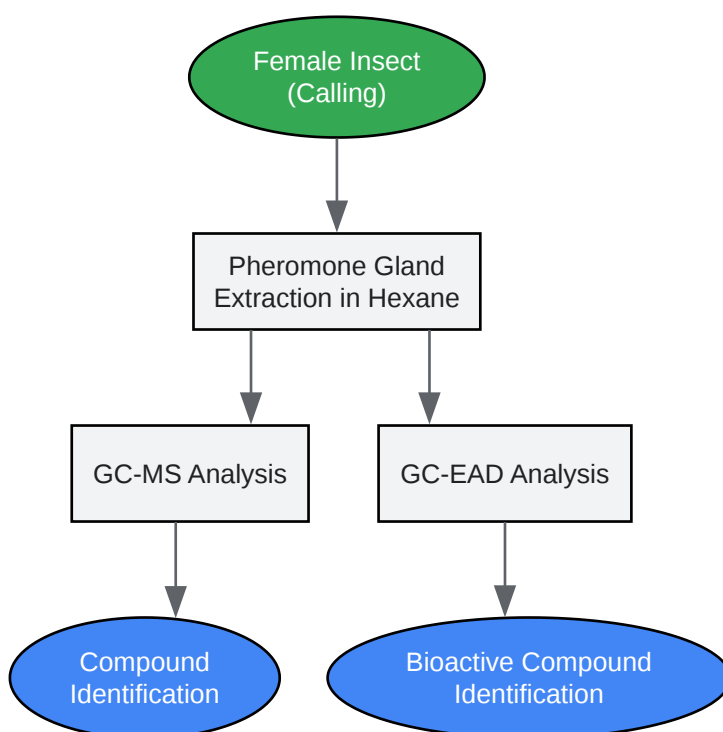 Female Insect
(Calling)
Pheromone Gland
Extraction in Hexane
GC-MS Analysis
GC-EAD Analysis
Compound
Identification
Bioactive Compound
Identification